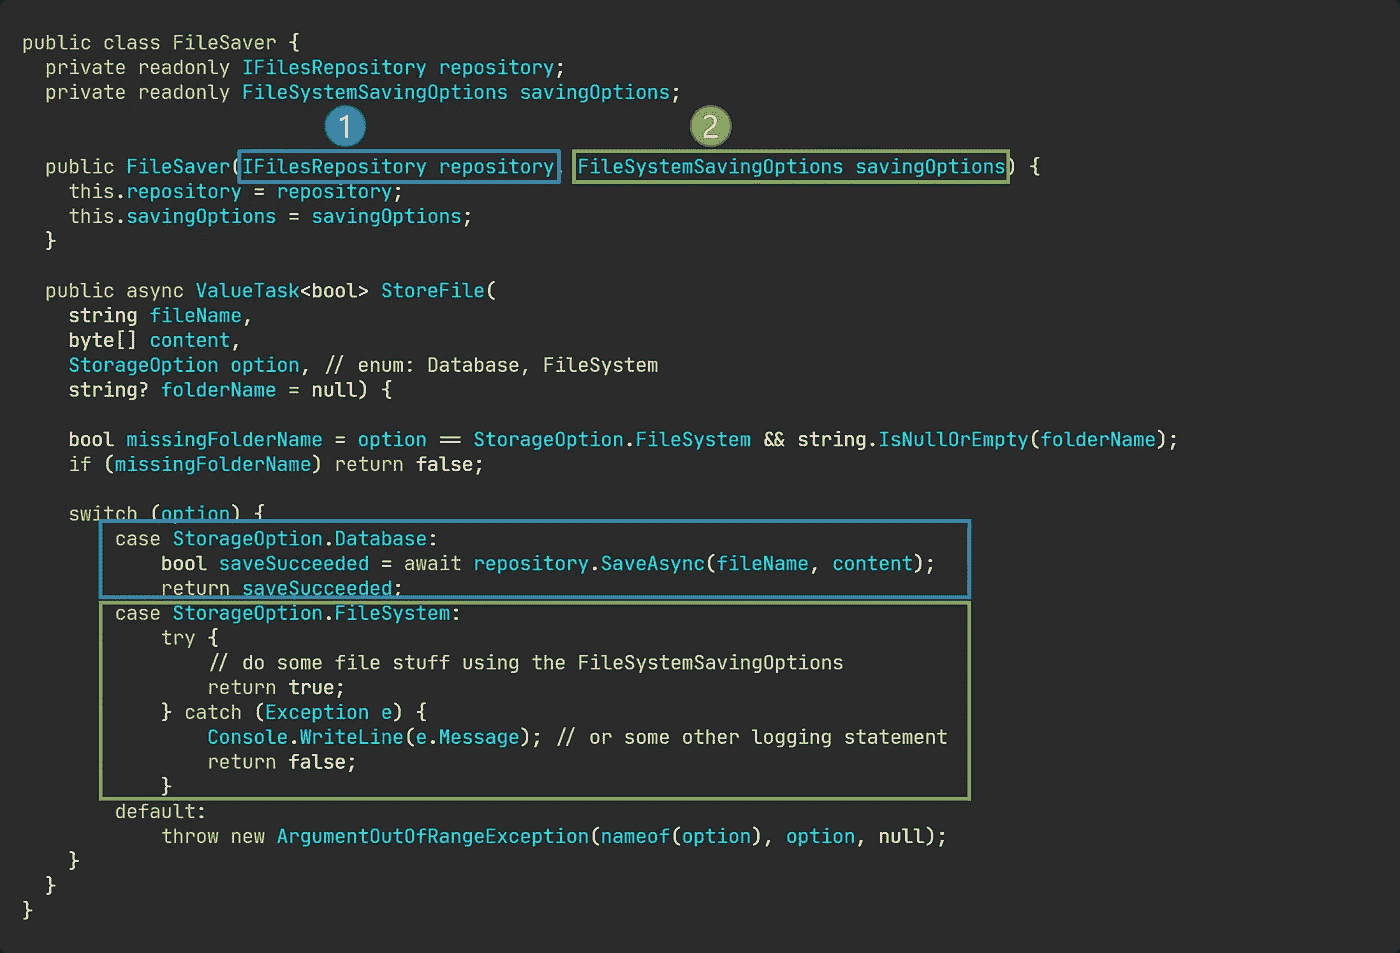 public class FileSaver {
private readonly IFilesRepository repository;
private readonly FileSystemSavingOptions savingOptions;
1 2
public FileSaver(IFilesRepository repository, FileSystemSavingOptions savingOptions) {
this.repository = repository;
this.savingOptions = savingOptions;
}
public async ValueTask<bool> StoreFile(
string fileName,
byte[] content,
StorageOption option, // enum: Database, FileSystem
string? folderName = null) {
bool missingFolderName = option == StorageOption.FileSystem && string.IsNullOrEmpty(folderName);
if (missingFolderName) return false;
switch (option) {
case StorageOption.Database:
bool saveSucceeded = await repository.SaveAsync(fileName, content);
return saveSucceeded;
case StorageOption.FileSystem:
try {
// do some file stuff using the FileSystemSavingOptions
return true;
} catch (Exception e) {
Console.WriteLine(e.Message); // or some other logging statement
return false;
}
default:
throw new ArgumentOutOfRangeException(nameof(option), option, null);
}
}
}